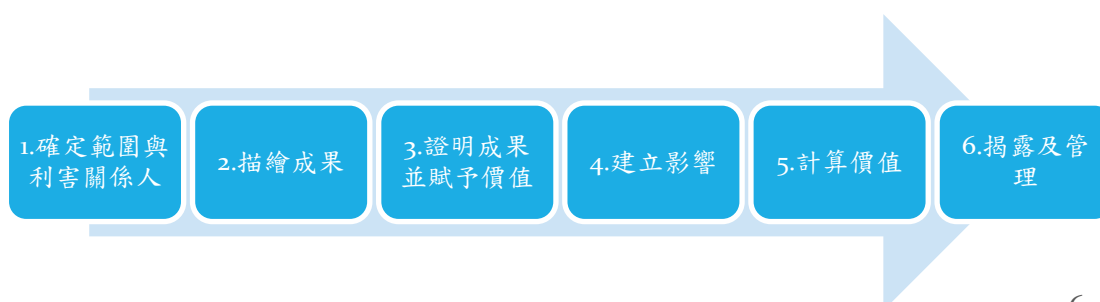 1.確定範圍與
利害關係人
2.描繪成果
3.證明成果
並賦予價值
4.建立影響
5.計算價值
6.揭露及管
理
6